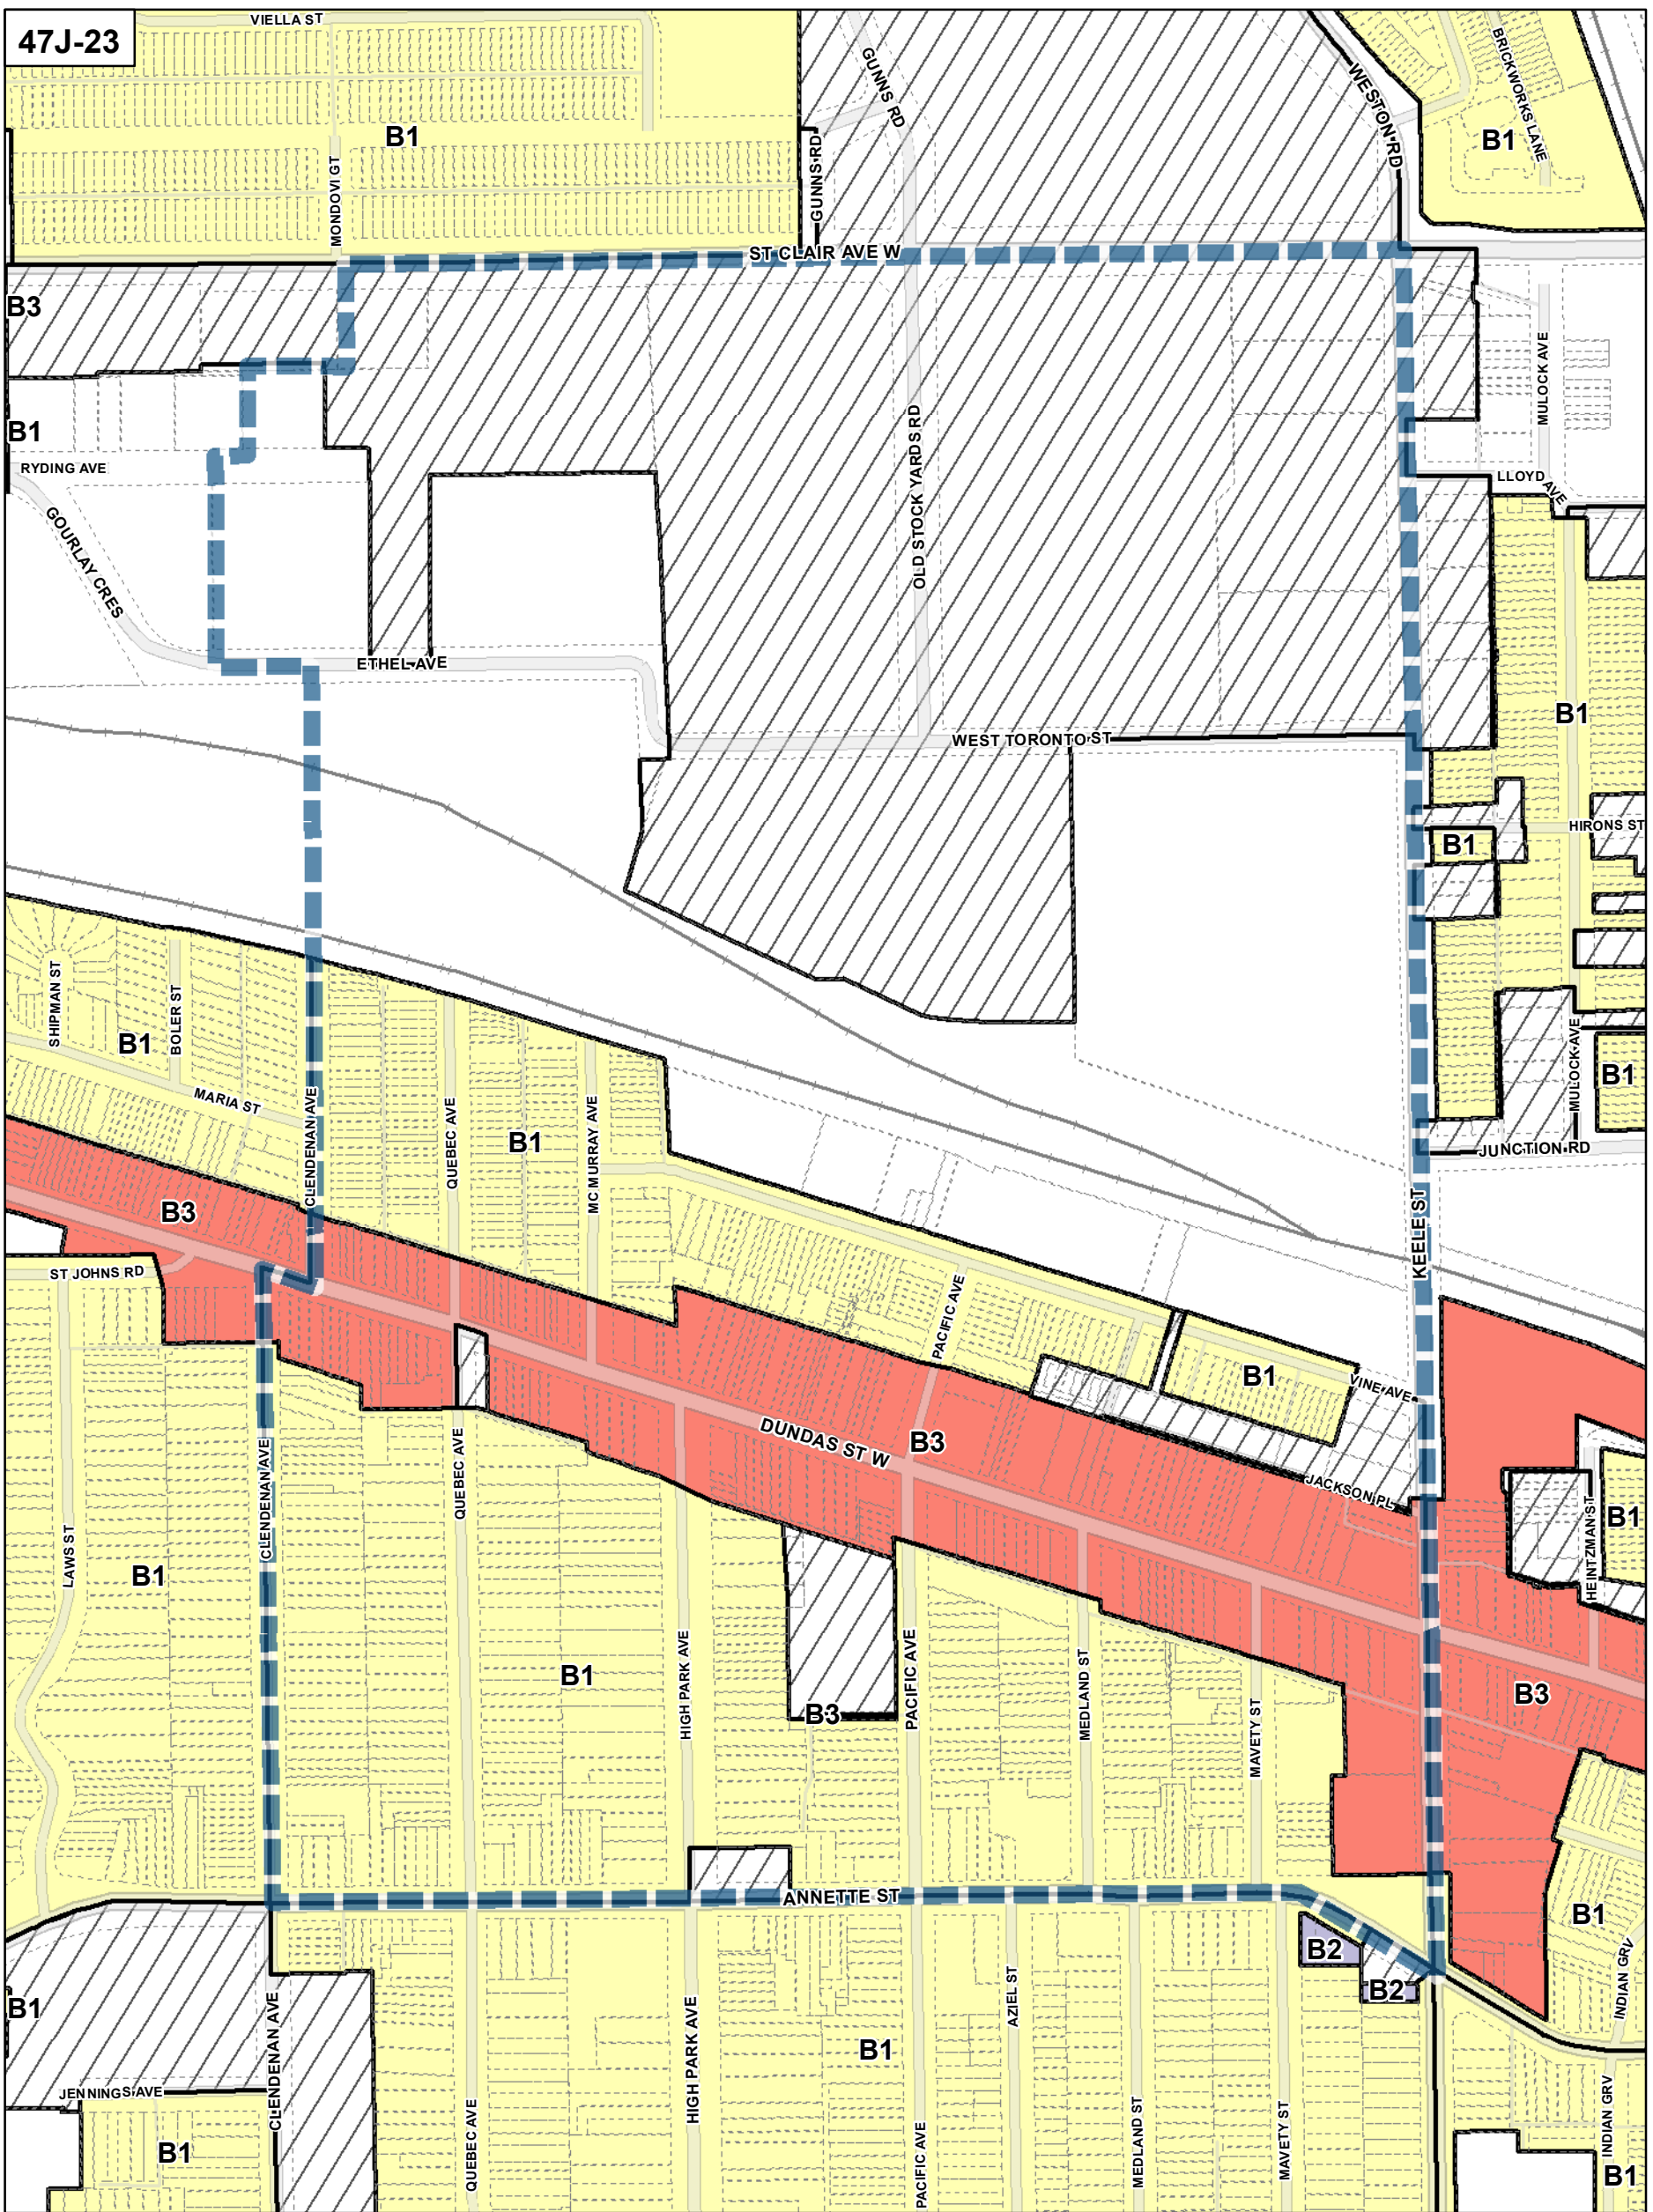 VIELLA ST
47J-23
GUNNS RD
BRICKWORKS LANE
WESTON RD
B1
B1
MONDOVI GT
GUNNS RD
ST CLAIR AVE W
B3
MULOCK AVE
B1
RYDING AVE
LLOYD AVE
OLD STOCK YARDS RD
GOURLAY CRES
ETHEL AVE
B1
WEST TORONTO ST
HIRONS ST
B1
SHIPMAN ST
BOLER ST
B1
MULOCK AVE
B1
MARIA ST
CLENDENAN AVE
QUEBEC AVE
B1
MC MURRAY AVE
JUNCTION RD
B3
KEELE ST
ST JOHNS RD
PACIFIC AVE
B1
VINE AVE
DUNDAS ST W
B3
JACKSON PL
CLENDENAN AVE
QUEBEC AVE
B1
HEINTZMAN ST
LAWS ST
B1
B1
HIGH PARK AVE
PACIFIC AVE
MEDLAND ST
MAVETY ST
B3
B3
ANNETTE ST
B1
B2
B2
INDIAN GRV
B1
CLENDENAN AVE
AZIEL ST
HIGH PARK AVE
B1
JENNINGS AVE
B1
QUEBEC AVE
PACIFIC AVE
MEDLAND ST
MAVETY ST
INDIAN GRV
B1